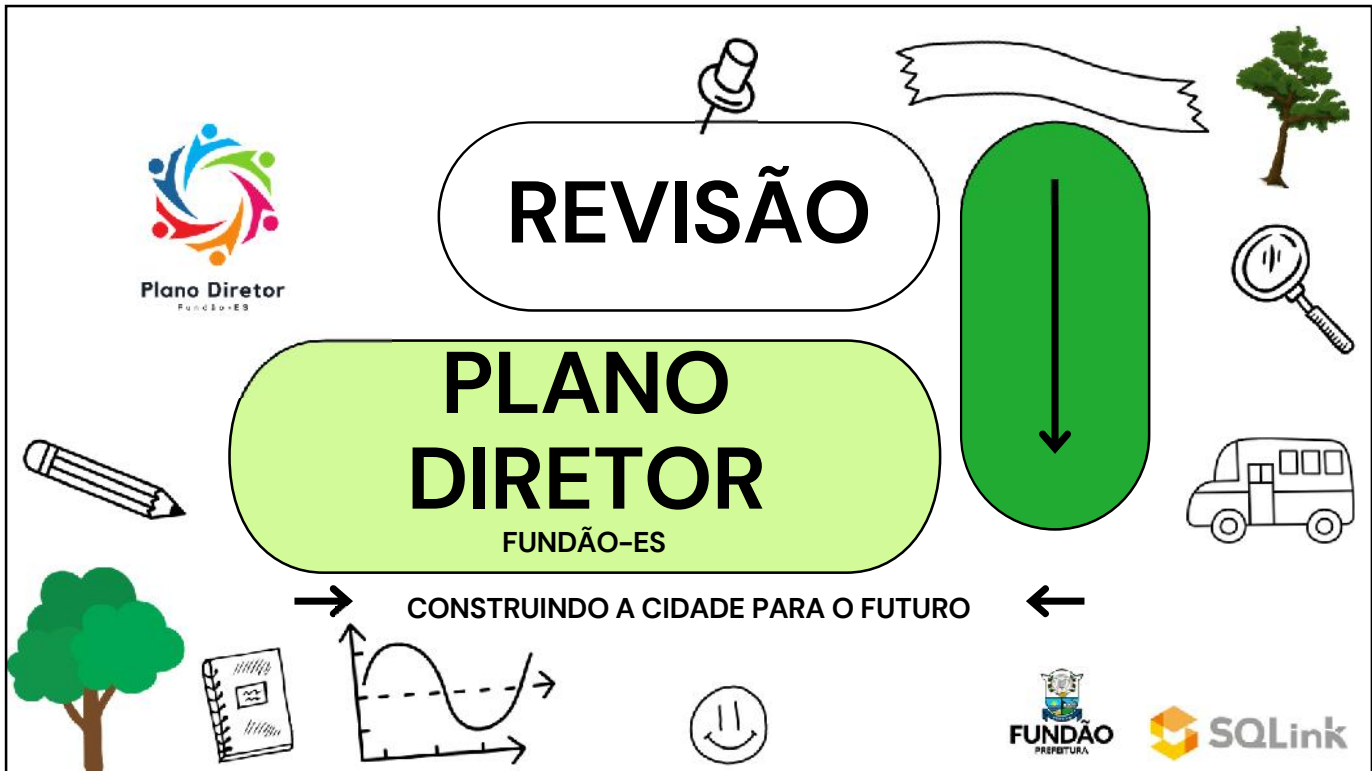 REVISÃO
Plano Diretor
Fundão-ES
PLANO
DIRETOR
FUNDÃO-ES
CONSTRUINDO A CIDADE PARA O FUTURO
FUNDÃO
PREFEITURA
SQLink